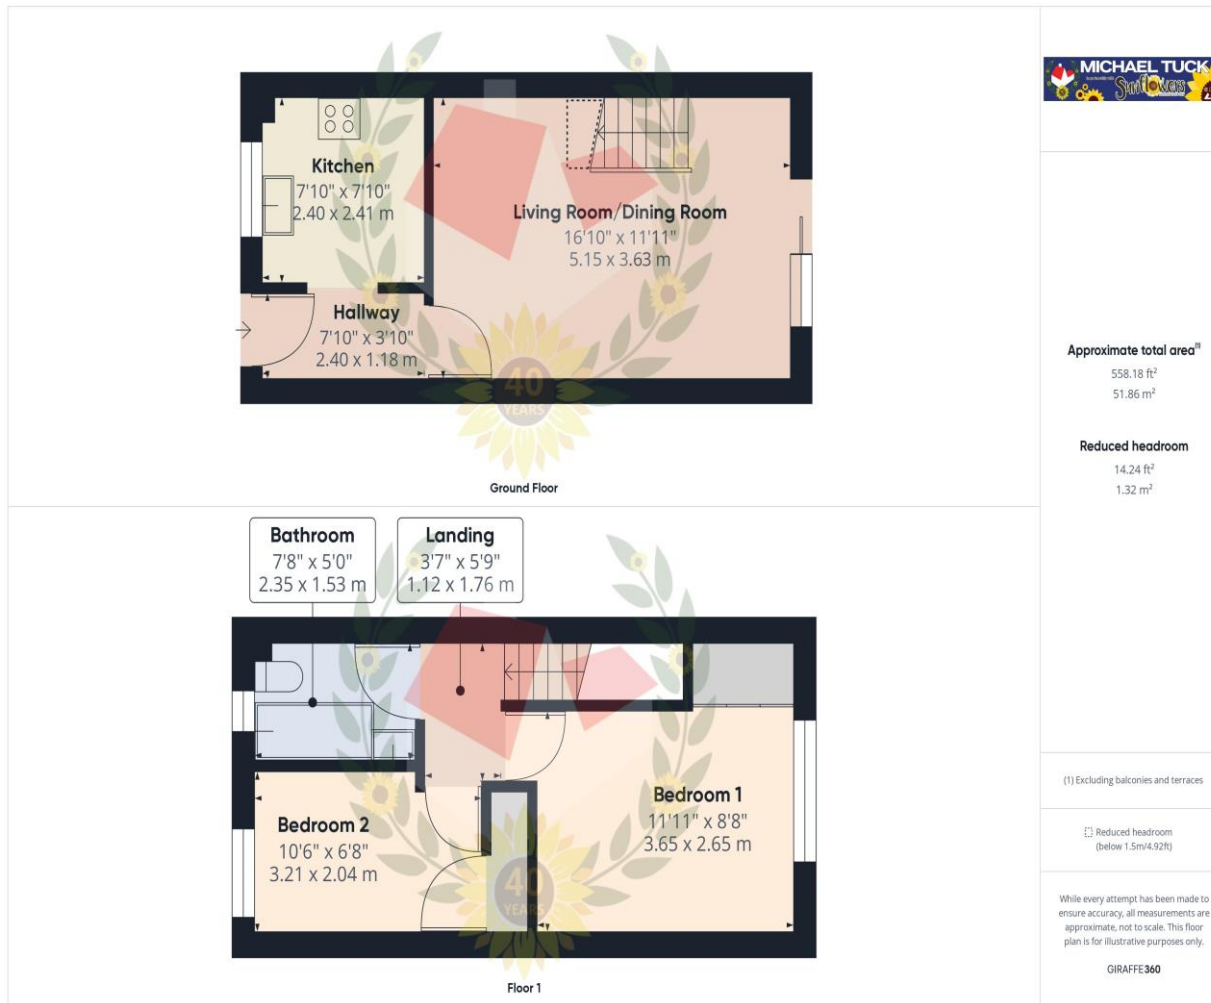 Kitchen
7'10" x 7'10"
2.40 x 2.41 m
Living Room/Dining Room
16'10" x 11'11"
5.15 x 3.63 m
Hallway
7'10" x 3'10"
2.40 x 1.18 m
40
YEARS
Ground Floor
Bathroom
7'8" x 5'0"
2.35 x 1.53 m
Landing
3'7" x 5'9"
1.12 x 1.76 m
Bedroom 1
11'11" x 8'8"
3.65 x 2.65 m
Bedroom 2
10'6" x 6'8"
3.21 x 2.04 m
40
YEARS
Floor 1
MICHAEL TUCK
Sunflowers
Approximate total area(1)
558.18 ft²
51.86 m²
Reduced headroom
14.24 ft²
1.32 m²
(1) Excluding balconies and terraces
Reduced headroom
(below 1.5m/4.92ft)
While every attempt has been made to
ensure accuracy, all measurements are
approximate, not to scale. This floor
plan is for illustrative purposes only.
GIRAFFE360